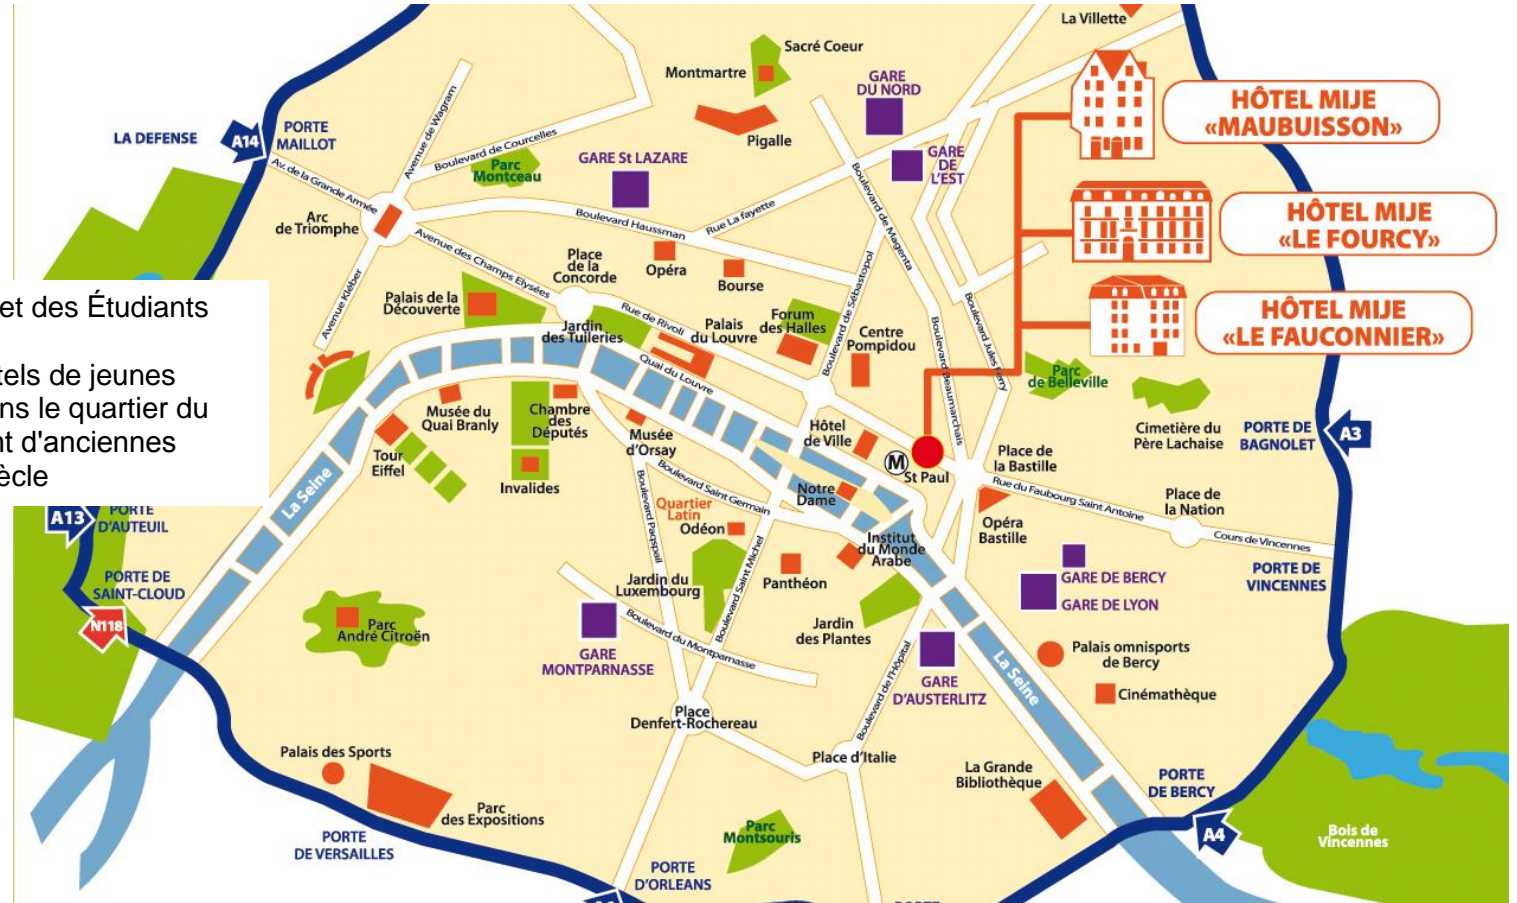 La Villette
Sacré Coeur
Montmartre
GARE
DU NORD
HÔTEL MIJE
«MAUBUISSON»
LA DEFENSE
A14
PORTE
MAILLOT
Avenue de Wagram
Boulevard de Courcelles
Pigalle
Parc
Montceau
GARE St LAZARE
GARE
DE
L'EST
Av. de la Grande Armée
Arc
de Triomphe
Boulevard Haussman
Rue La fayette
Boulevard de Magenta
HÔTEL MIJE
«LE FOURCY»
Avenue des Champs Elysées
Place
de la
Concorde
Opéra
Bourse
Boulevard de Sébastopol
Avenue Kléber
Palais de la
Découverte
Jardin
des Tuileries
Rue de Rivoli
Palais
du Louvre
Forum
des Halles
Centre
Pompidou
Boulevard Jules Ferry
Boulevard Beaumarchais
HÔTEL MIJE
«LE FAUCONNIER»
et des Étudiants
tels de jeunes
ns le quartier du
nt d'anciennes
ècle
Quai du Louvre
Parc
de Belleville
Musée du
Quai Branly
Chambre
des
Députés
Musée
d'Orsay
Hôtel
de Ville
M
St Paul
Place de
la Bastille
Cimetière du
Père Lachaise
PORTE DE
BAGNOLET
A3
Tour
Eiffel
Invalides
La Seine
Boulevard Saint Germain
Boulevard Paqspail
Quartier
Latin
Odéon
Notre
Dame
Rue du Faubourg Saint Antoine
Place de
la Nation
Opéra
Bastille
Cours de Vincennes
A13
PORTE
D'AUTEUIL
Institut
du Monde
Arabe
Panthéon
Boulevard Saint Michel
Jardin du
Luxembourg
GARE DE BERCY
GARE DE LYON
PORTE DE
VINCENNES
PORTE DE
SAINT-CLOUD
N118
Parc
André Citroën
GARE
MONTPARNASSE
Boulevard du Montparnasse
Jardin
des Plantes
Boulevard de l'Hôpital
GARE
D'AUSTERLITZ
La Seine
Palais omnisports
de Bercy
Cinémathèque
Place
Denfert-Rochereau
Place d'Italie
Palais des Sports
Parc
des Expositions
La Grande
Bibliothèque
PORTE
DE BERCY
A4
Bois de
Vincennes
PORTE
DE VERSAILLES
Parc
Montsouris
PORTE
D'ORLEANS